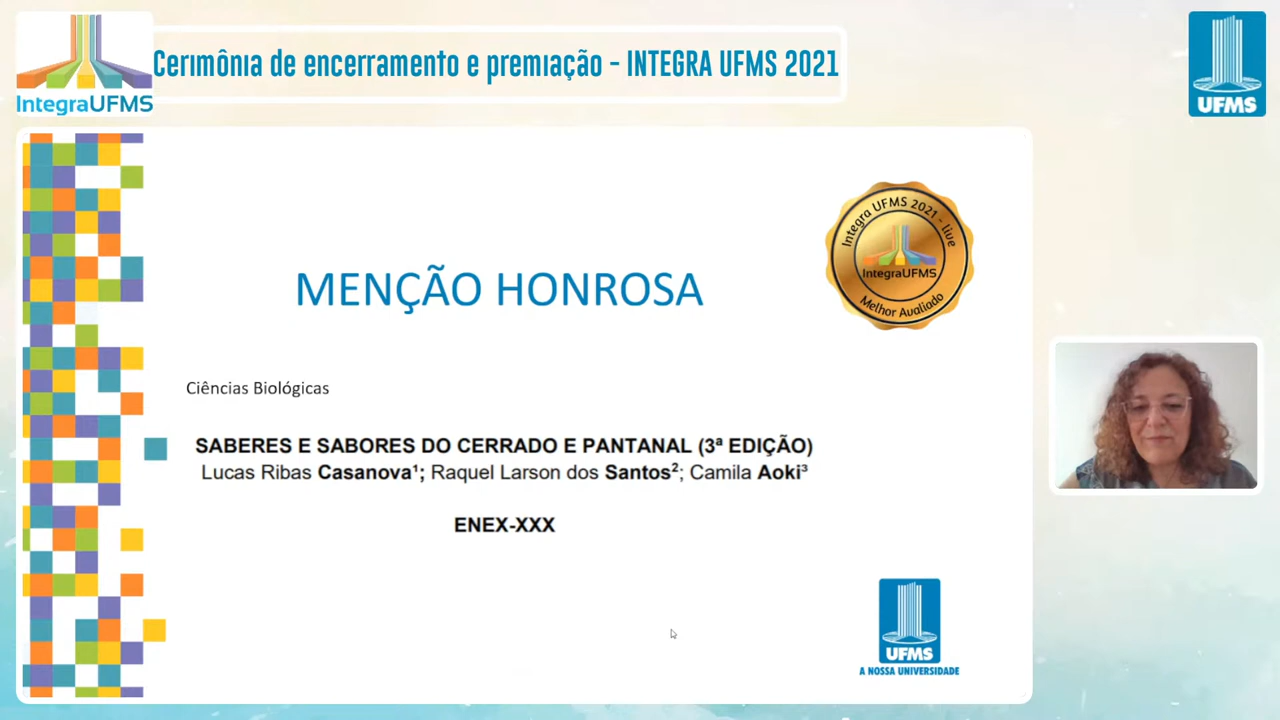 Cerimônia de encerramento e premiação - INTEGRA UFMS 2021
IntegraUFMS
UFMS
Integra UFMS 2021 - live
IntegraUFMS
Melhor Avaliado
MENÇÃO HONROSA
Ciências Biológicas
SABERES E SABORES DO CERRADO E PANTANAL (3ª EDIÇÃO)
Lucas Ribas Casanova¹; Raquel Larson dos Santos²; Camila Aoki³
ENEX-XXX
UFMS
A NOSSA UNIVERSIDADE